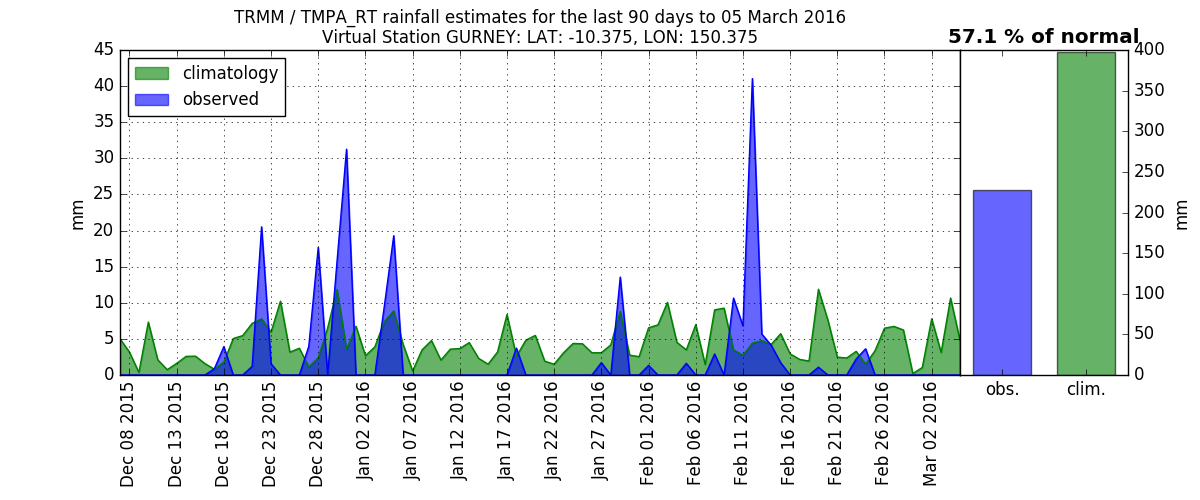 TRMM / TMPA_RT rainfall estimates for the last 90 days to 05 March 2016
Virtual Station GURNEY: LAT: -10.375, LON: 150.375
57.1 % of normal
climatology
observed
mm
45
40
35
30
25
20
15
10
5
0
Dec 08 2015
Dec 13 2015
Dec 18 2015
Dec 23 2015
Dec 28 2015
Jan 02 2016
Jan 07 2016
Jan 12 2016
Jan 17 2016
Jan 22 2016
Jan 27 2016
Feb 01 2016
Feb 06 2016
Feb 11 2016
Feb 16 2016
Feb 21 2016
Feb 26 2016
Mar 02 2016
400
350
300
250
200
150
100
50
0
mm
obs.
clim.